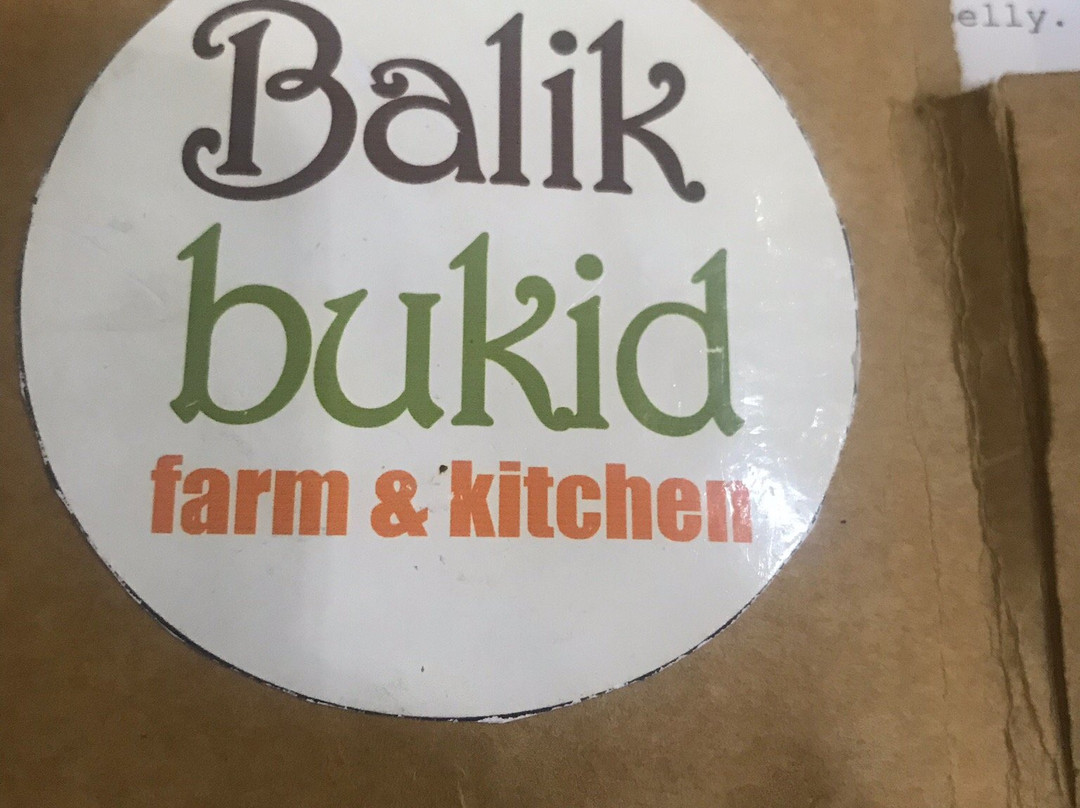 elly.
Balik
bukid
farm & kitchen